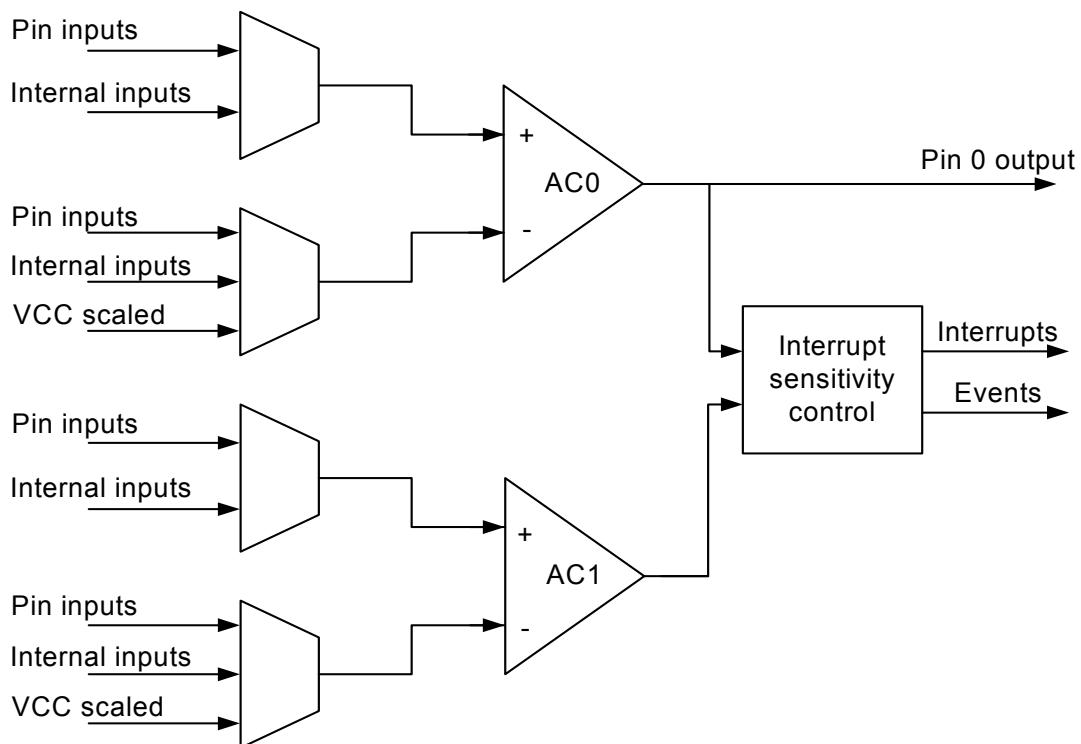 Pin inputs
Internal inputs
+
AC0
-
Pin 0 output
Pin inputs
Internal inputs
VCC scaled
Interrupt
sensitivity
control
Interrupts
Events
Pin inputs
Internal inputs
+
AC1
-
Pin inputs
Internal inputs
VCC scaled